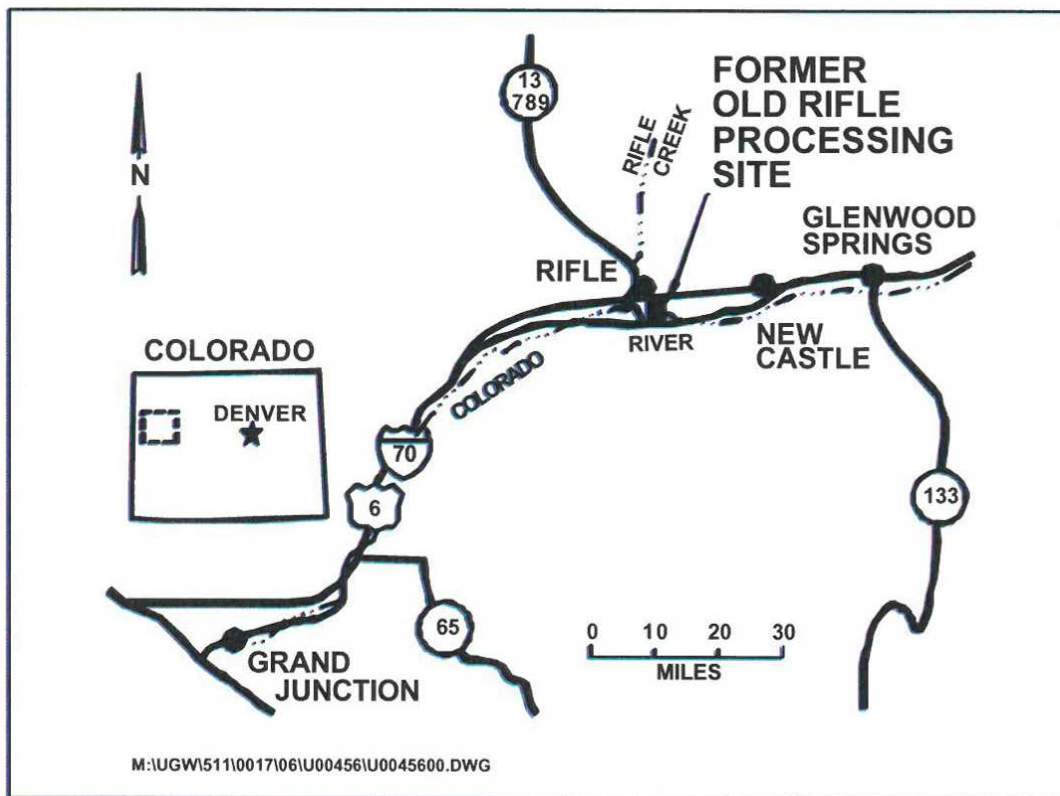 13
789
RIFLE
CREEK
FORMER
OLD RIFLE
PROCESSING
SITE
N
GLENWOOD
SPRINGS
RIFLE
RIVER
NEW
CASTLE
COLORADO
COLORADO
DENVER
70
6
133
65
0 10 20 30
MILES
GRAND
JUNCTION
M:\UGW\511\0017\06\U00456\U0045600.DWG